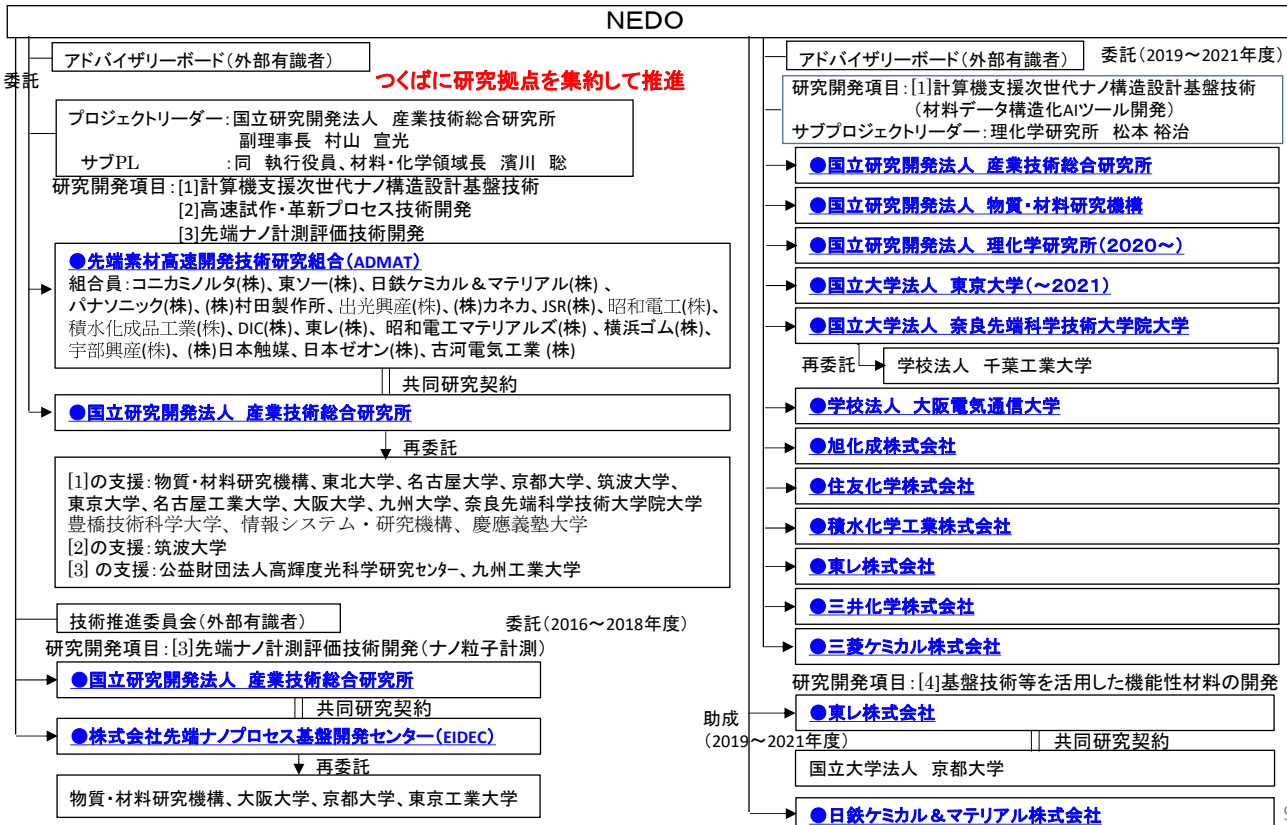 NEDO
委託
アドバイザリーボード(外部有識者)
つくばに研究拠点を集約して推進
プロジェクトリーダー:国立研究開発法人 産業技術総合研究所
副理事長 村山 宣光
サブPL :同 執行役員、材料・化学領域長 濱川 聡
研究開発項目:[1]計算機支援次世代ナノ構造設計基盤技術
[2]高速試作・革新プロセス技術開発
[3]先端ナノ計測評価技術開発
●先端素材高速開発技術研究組合(ADMAT)
組合員:コニカミノルタ(株)、東ソー(株)、日鉄ケミカル&マテリアル(株) 、
パナソニック(株)、(株)村田製作所、出光興産(株)、(株)カネカ、JSR(株)、昭和電工(株)、
積水化成品工業(株)、DIC(株)、東レ(株)、昭和電工マテリアルズ(株) 、横浜ゴム(株)、
宇部興産(株)、(株)日本触媒、日本ゼオン(株)、古河電気工業 (株)
共同研究契約
●国立研究開発法人 産業技術総合研究所
再委託
[1]の支援:物質・材料研究機構、東北大学、名古屋大学、京都大学、筑波大学、
東京大学、名古屋工業大学、大阪大学、九州大学、奈良先端科学技術大学院大学
豊橋技術科学大学、情報システム・研究機構、慶應義塾大学
[2]の支援:筑波大学
[3] の支援:公益財団法人高輝度光科学研究センター、九州工業大学
技術推進委員会(外部有識者)
委託(2016~2018年度)
研究開発項目:[3]先端ナノ計測評価技術開発(ナノ粒子計測)
●国立研究開発法人 産業技術総合研究所
共同研究契約
●株式会社先端ナノプロセス基盤開発センター(EIDEC)
再委託
物質・材料研究機構、大阪大学、京都大学、東京工業大学
アドバイザリーボード(外部有識者)
委託(2019~2021年度)
研究開発項目:[1]計算機支援次世代ナノ構造設計基盤技術
(材料データ構造化AIツール開発)
サブプロジェクトリーダー:理化学研究所 松本 裕治
●国立研究開発法人 産業技術総合研究所
●国立研究開発法人 物質・材料研究機構
●国立研究開発法人 理化学研究所(2020~)
●国立大学法人 東京大学(~2021)
●国立大学法人 奈良先端科学技術大学院大学
再委託
学校法人 千葉工業大学
●学校法人 大阪電気通信大学
●旭化成株式会社
●住友化学株式会社
●積水化学工業株式会社
●東レ株式会社
●三井化学株式会社
●三菱ケミカル株式会社
研究開発項目:[4]基盤技術等を活用した機能性材料の開発
助成
(2019~2021年度)
●東レ株式会社
共同研究契約
国立大学法人 京都大学
●日鉄ケミカル&マテリアル株式会社